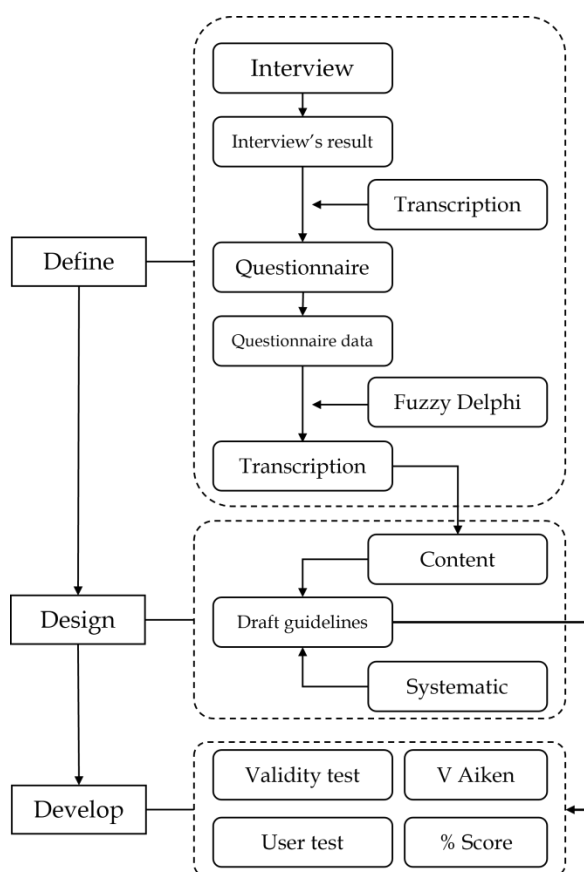 Interview
Interview's result
Transcription
Define
Questionnaire
Questionnaire data
Fuzzy Delphi
Transcription
Content
Design
Draft guidelines
Systematic
Develop
Validity test
V Aiken
User test
% Score